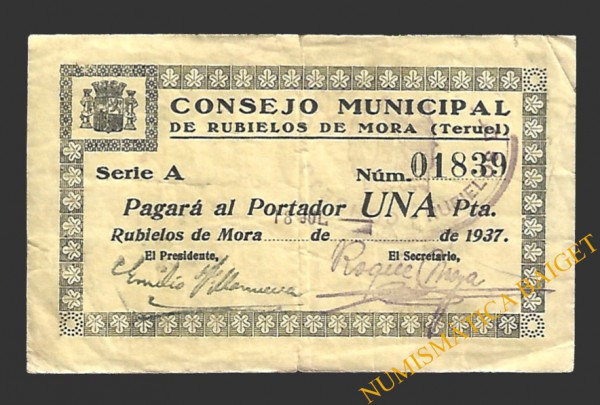 CONSEJO MUNICIPAL
DE RUBIELOS DE MORA (Teruel)
Serie A Núm. 01839
Pagará al Portador UNA Pta.
18 JUL
Rubielos de Mora de de 1937.
El Presidente, El Secretario,
Emilio Villanueva Roque
NUMISMATICA BAIGET